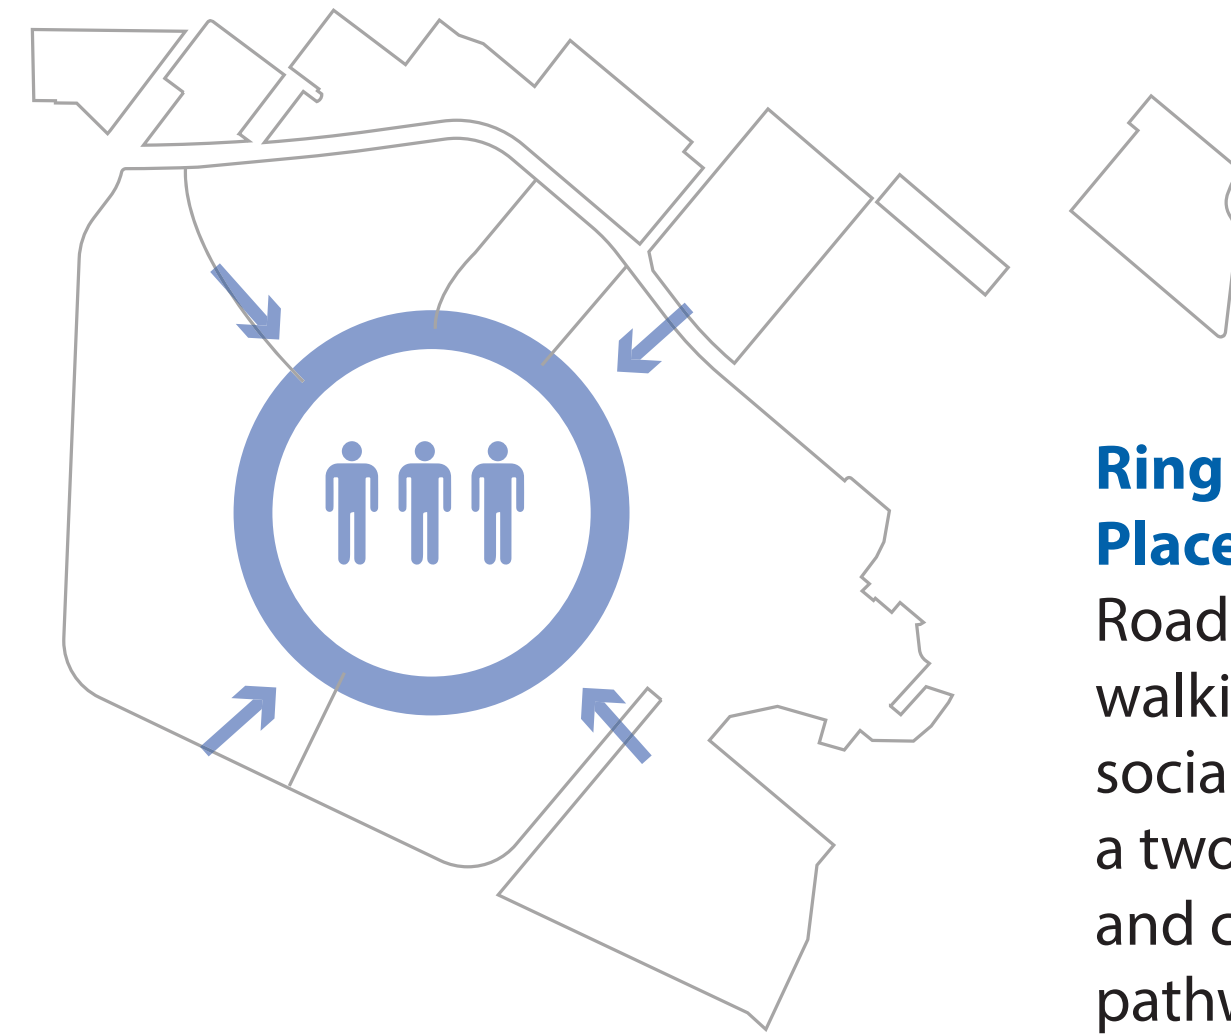 Ring
Place
Road
walki
socia
a two
and c
pathw